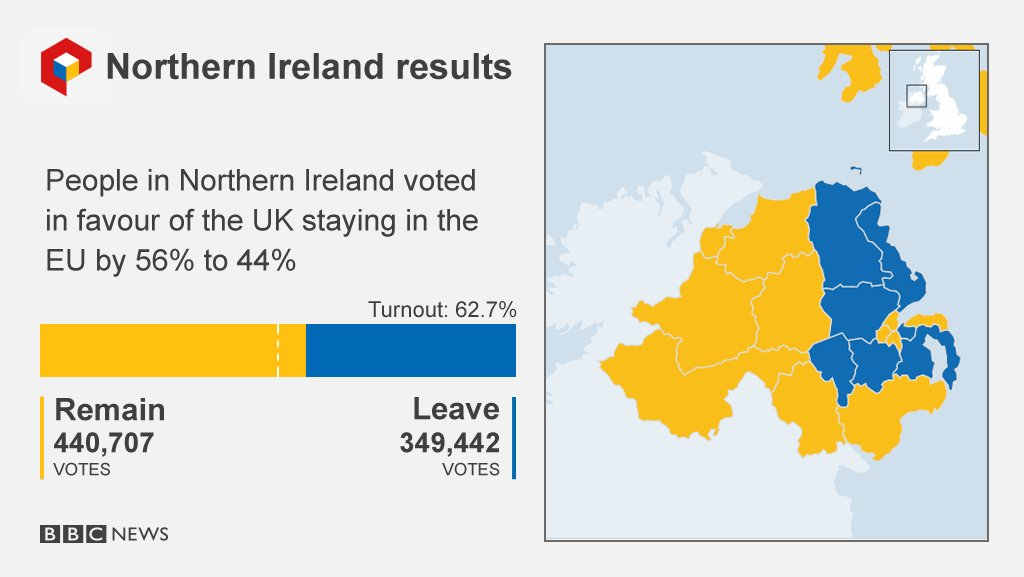 Northern Ireland results
People in Northern Ireland voted
in favour of the UK staying in the
EU by 56% to 44%
Turnout: 62.7%
Remain
440,707
VOTES
Leave
349,442
VOTES
BBC NEWS